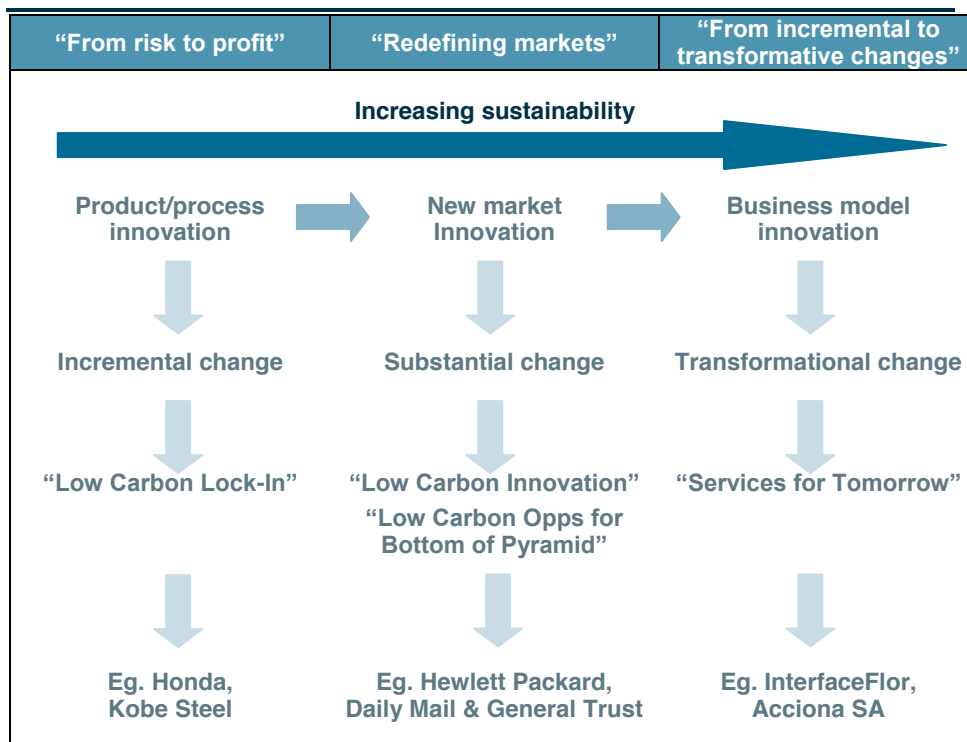 “From risk to profit”
“Redefining markets”
“From incremental to
transformative changes”
Increasing sustainability
Product/process
innovation
New market
Innovation
Business model
innovation
Incremental change
Substantial change
Transformational change
“Low Carbon Lock-In”
“Low Carbon Innovation”
“Low Carbon Opps for
Bottom of Pyramid”
“Services for Tomorrow”
Eg. Honda,
Kobe Steel
Eg. Hewlett Packard,
Daily Mail & General Trust
Eg. InterfaceFlor,
Acciona SA